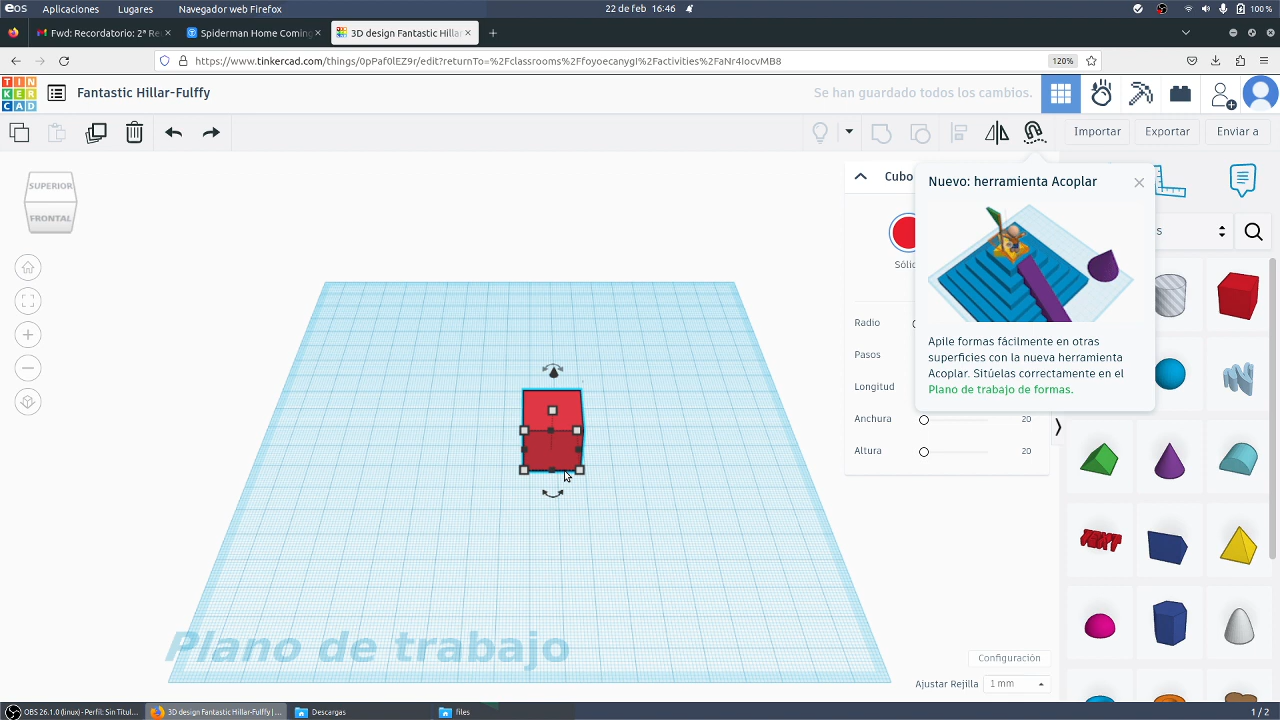 eos Aplicaciones Lugares Navegador web Firefox 22 de feb 16:46 100 %
Fwd: Recordatorio: 2ª Re Spiderman Home Coming 3D design Fantastic Hillar
https://www.tinkercad.com/things/0pPaf0lEZ9r/edit?returnTo=%2Fclassrooms%2Ffoyoecanygl%2Factivities%2FaNr4IocvMB8 120%
TIN
KER
CAD
Fantastic Hillar-Fulffy Se han guardado todos los cambios.
Importar Exportar Enviar a
SUPERIOR
FRONTAL
Cubo
Nuevo: herramienta Acoplar
s
Sólid
Radio
Pasos
Longitud
Anchura 20
Altura 20
Apile formas fácilmente en otras
superficies con la nueva herramienta
Acoplar. Sitúelas correctamente en el
Plano de trabajo de formas.
TEXT
Plano de trabajo
Configuración
Ajustar Rejilla 1 mm
OBS 26.1.0 (linux) - Perfil: Sin Titul... 3D design Fantastic Hillar-Fulffy |... Descargas files 1 / 2